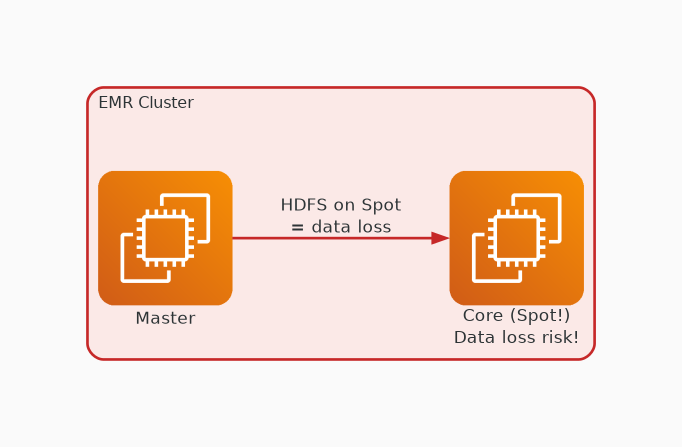 EMR Cluster
HDFS on Spot
= data loss
Master
Core (Spot!)
Data loss risk!